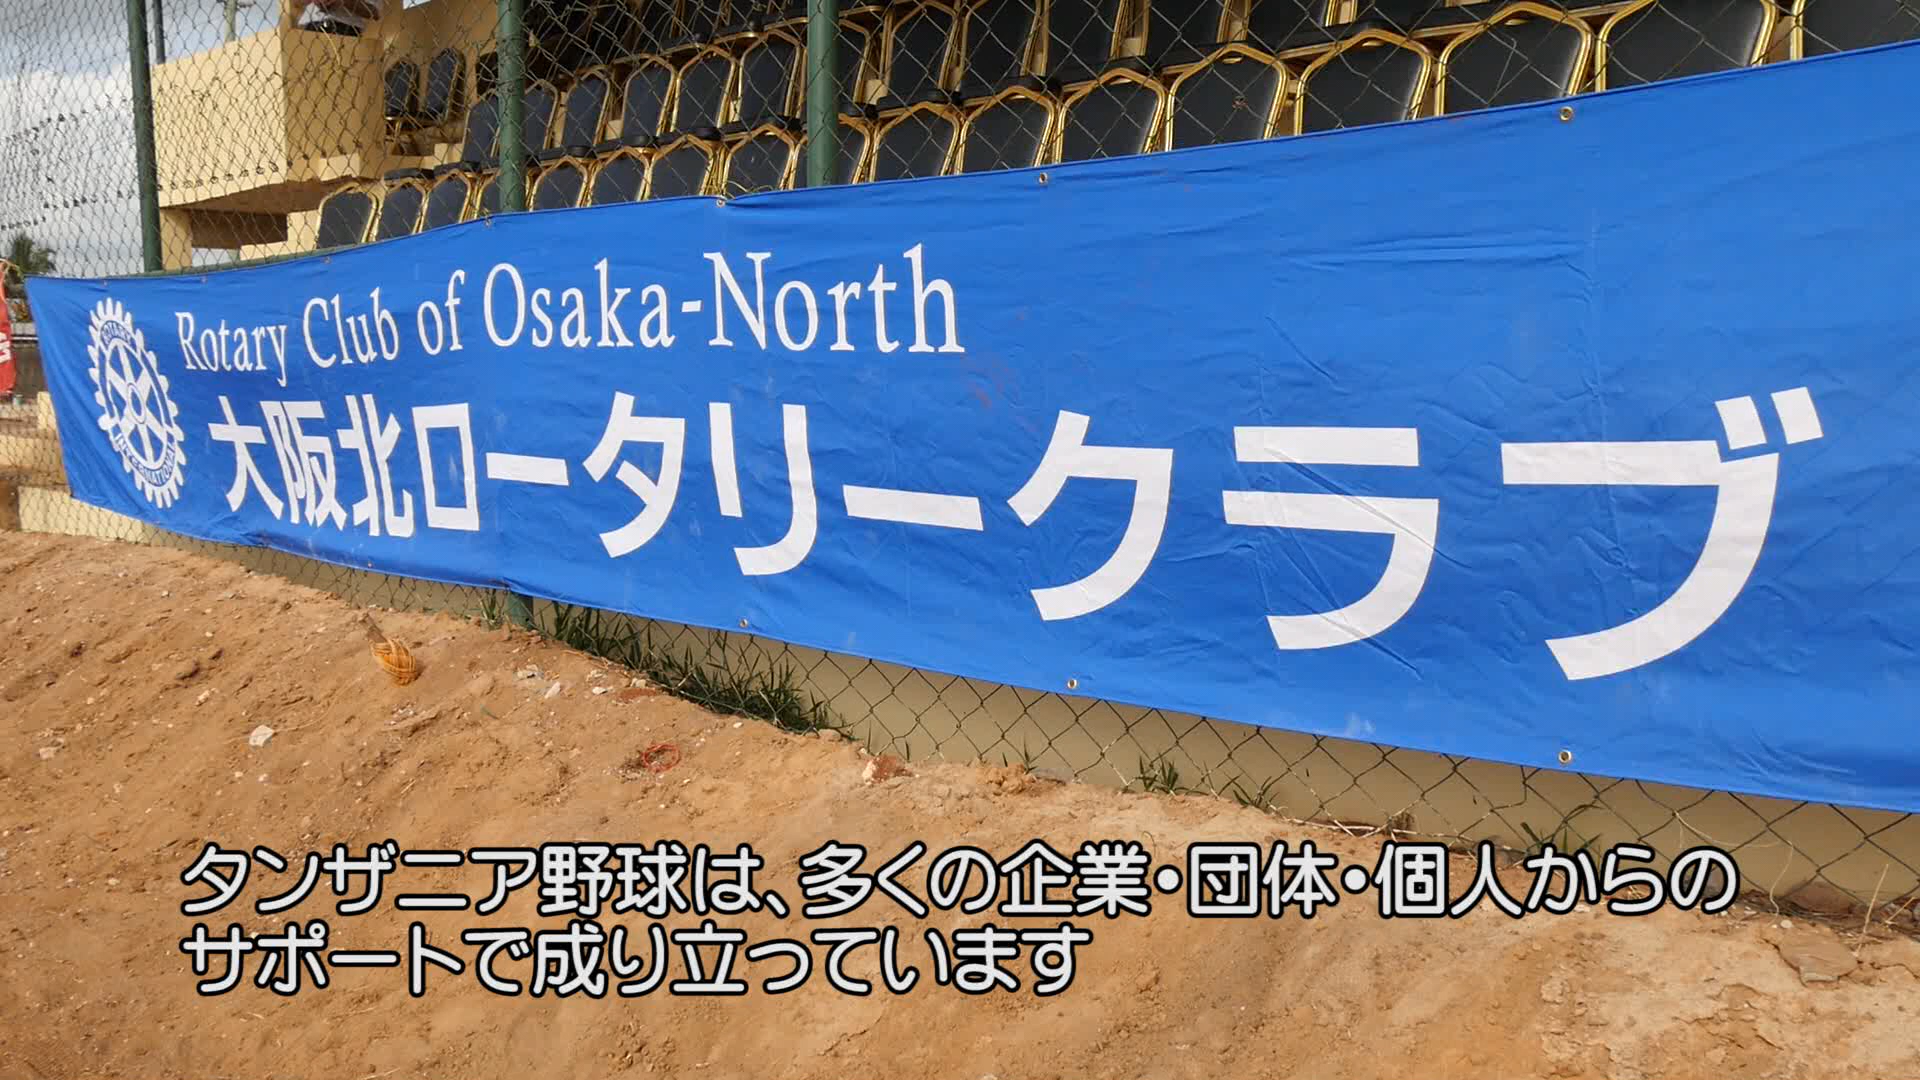 Rotary Club of Osaka-North
大阪北ロータリークラブ
ROTARY
INTERNATIONAL
タンザニア野球は、多くの企業・団体・個人からの
サポートで成り立っています